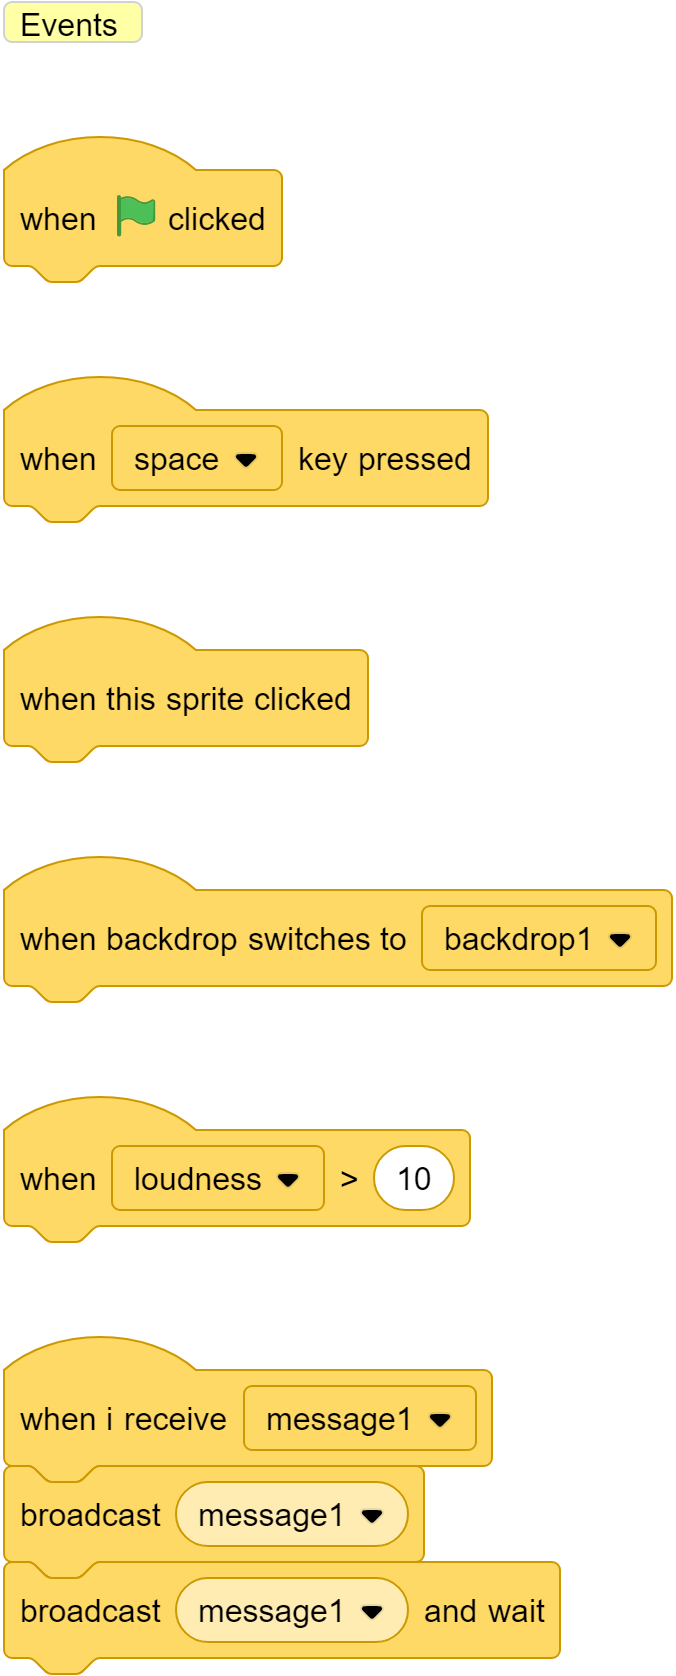 Events
when clicked
when space key pressed
when this sprite clicked
when backdrop switches to backdrop1
when loudness > 10
when i receive message1
broadcast message1
broadcast message1 and wait